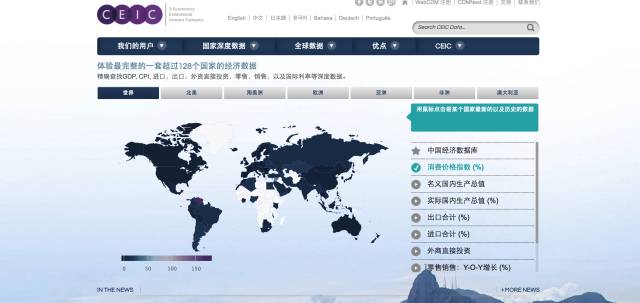 CEIC
A Euromoney
Institutional
Investor Company
WebCDM 注册 | CDMNext 注册 | 支持 | 联系我们
English | 中文 | 日本語 | 한국어 | Bahasa | Deutsch | Português
Search CEIC Data...
我们的用户
国家深度数据
全球数据
优点
CEIC
体验最完整的一套超过128个国家的经济数据
精确查找GDP, CPI, 进口、出口、外商直接投资、零售、销售、以及国际利率等深度数据。
世界
北美
南美洲
欧洲
亚洲
非洲
澳大利亚
用鼠标点击看某个国家最新的以及历史的数据
中国经济数据库
消费价格指数 (%)
名义国内生产总值
实际国内生产总值 (%)
出口合计 (%)
进口合计 (%)
外商直接投资
零售销售：Y-O-Y增长 (%)
0 50 100 150
IN THE NEWS
+MORE NEWS